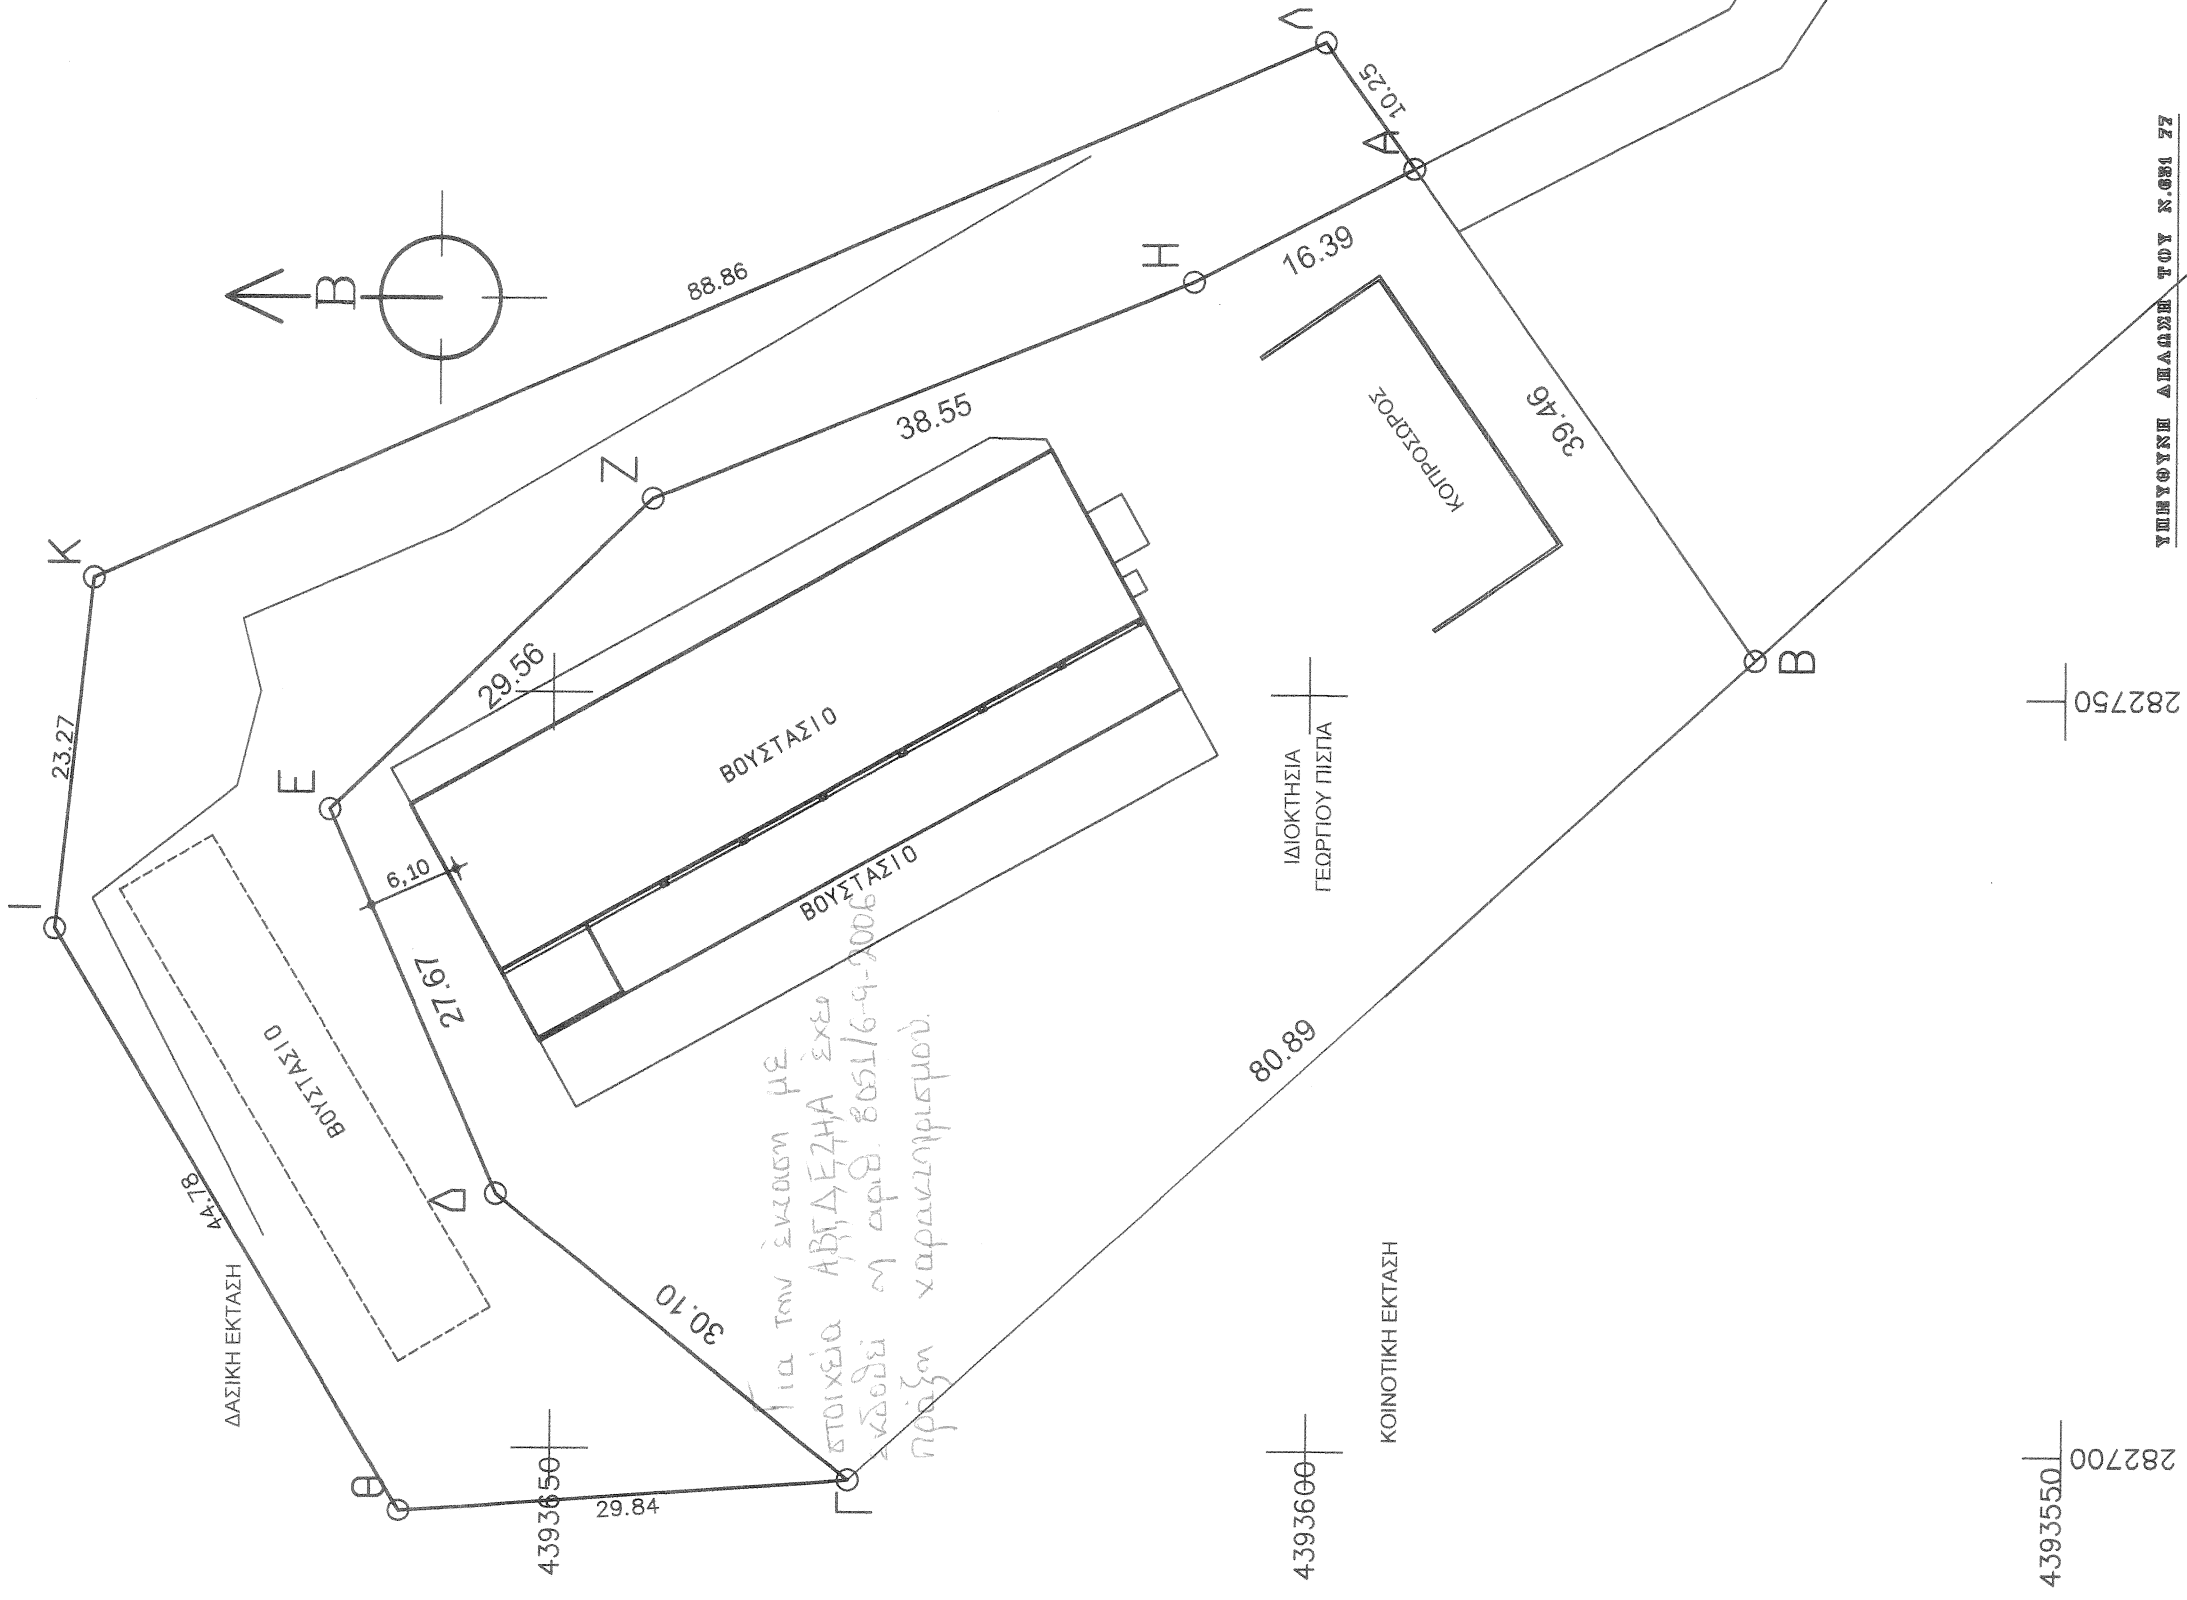 Λ
10.25
Α
Κ
Β
88.86
Η
16.39
23.27
Ζ
38.55
ΚΟΠΡΟΣΩΡΟΣ
39.46
Ι
Ε
29.56
6,10
ΒΟΥΣΤΑΣΙΟ
ΒΟΥΣΤΑΣΙΟ
ΙΔΙΟΚΤΗΣΙΑ
ΓΕΩΡΓΙΟΥ ΠΙΣΠΑ
Β
282750
ΒΟΥΣΤΑΣΙΟ
27.67
44.78
Δ
80.89
ΔΑΣΙΚΗ ΕΚΤΑΣΗ
30.10
Για την έκταση με
στοιχεία Α,Β,Γ,Δ,Ε,Ζ,Η,Α έχει
εκδοθεί η αριθ. 8051/6-9-2006
πράξη χαρακτηρισμού.
ΚΟΙΝΟΤΙΚΗ ΕΚΤΑΣΗ
Θ
29.84
Γ
4393650
4393600
4393550
282700
ΥΠΕΥΘΥΝΗ ΔΗΛΩΣΗ ΤΟΥ Ν.651 77